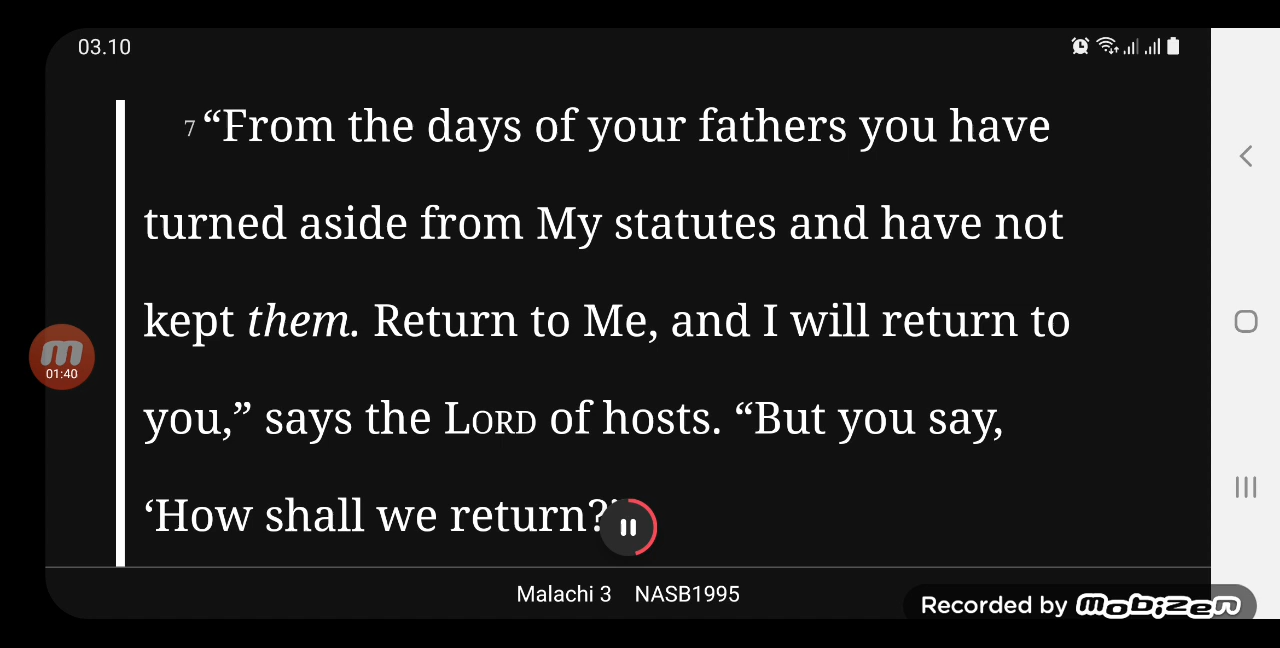 03.10
7 “From the days of your fathers you have
turned aside from My statutes and have not
kept them. Return to Me, and I will return to
m
01:40
you,” says the LORD of hosts. “But you say,
‘How shall we return?’
Malachi 3 NASB1995
Recorded by mobizen